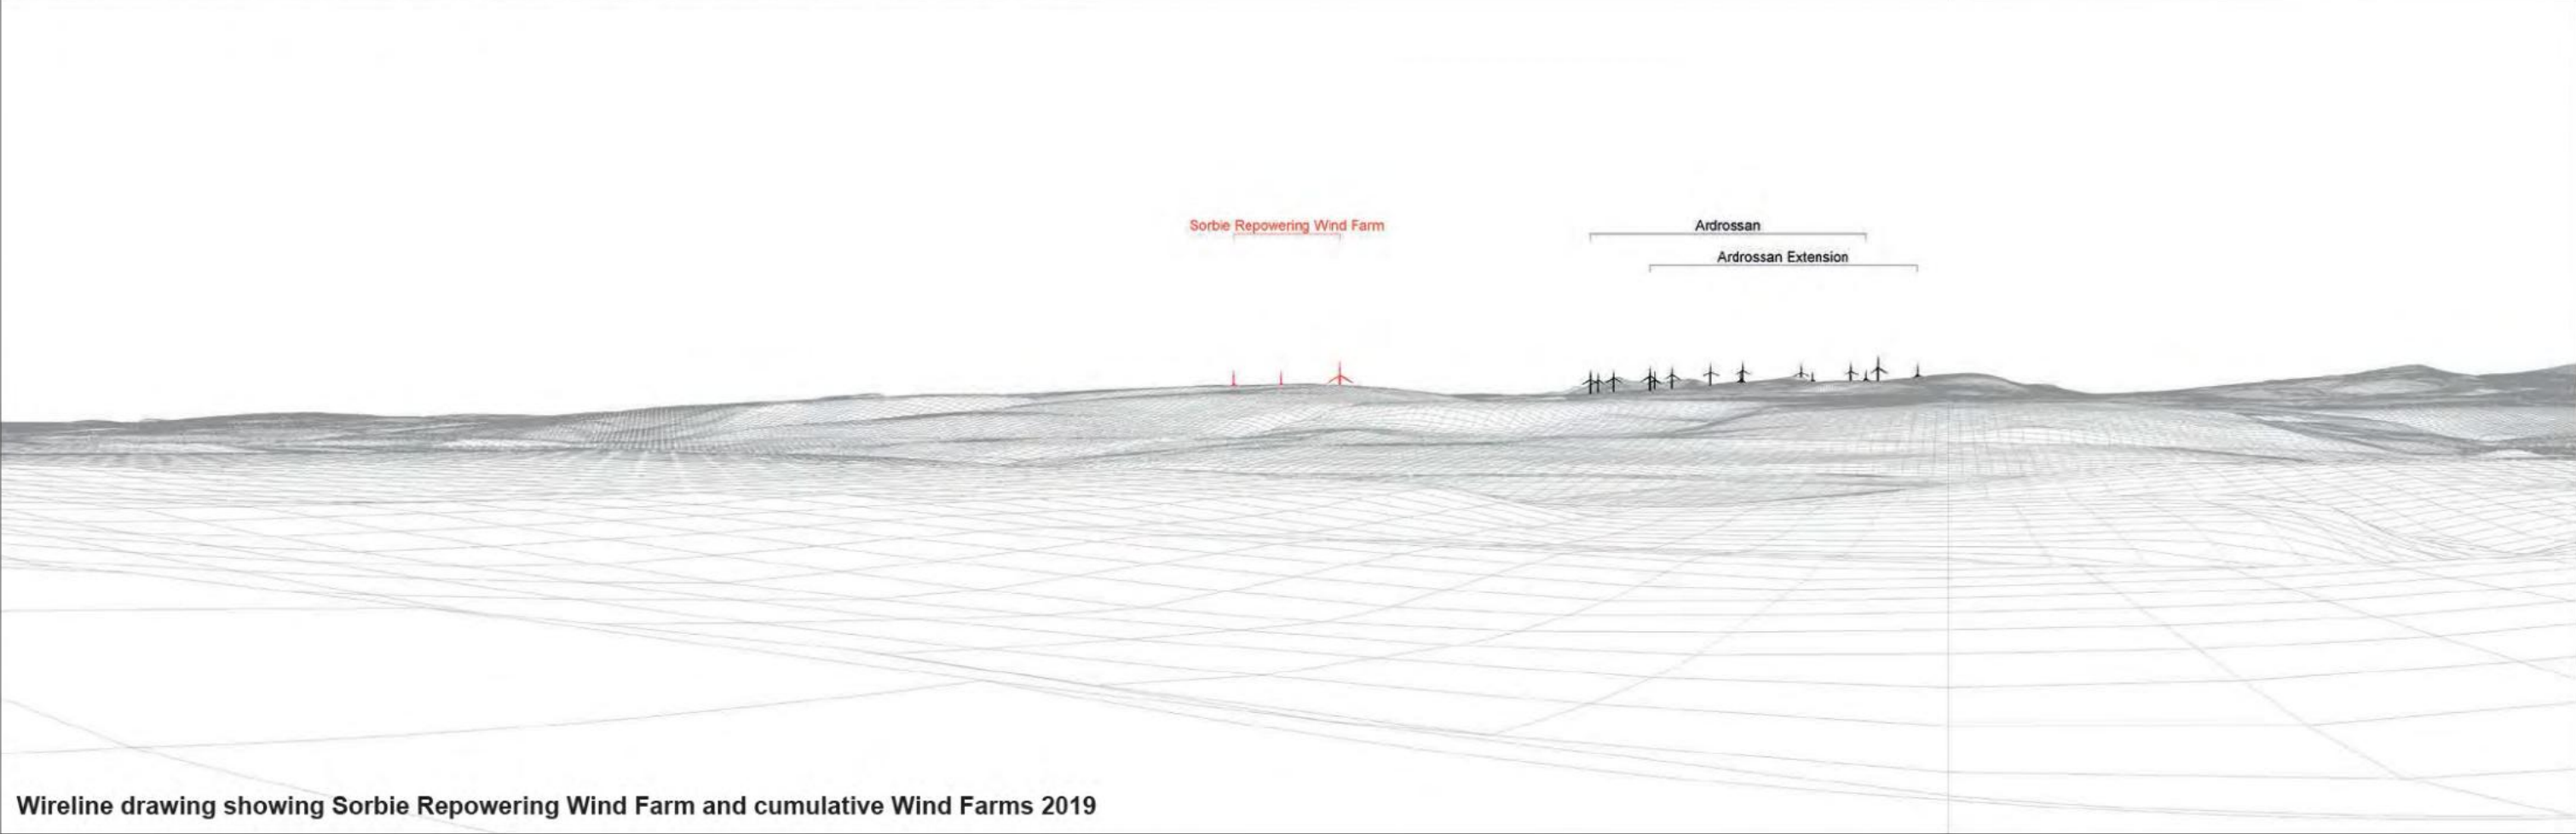 Sorbie Repowering Wind Farm
Ardrossan
Ardrossan Extension
Wireline drawing showing Sorbie Repowering Wind Farm and cumulative Wind Farms 2019